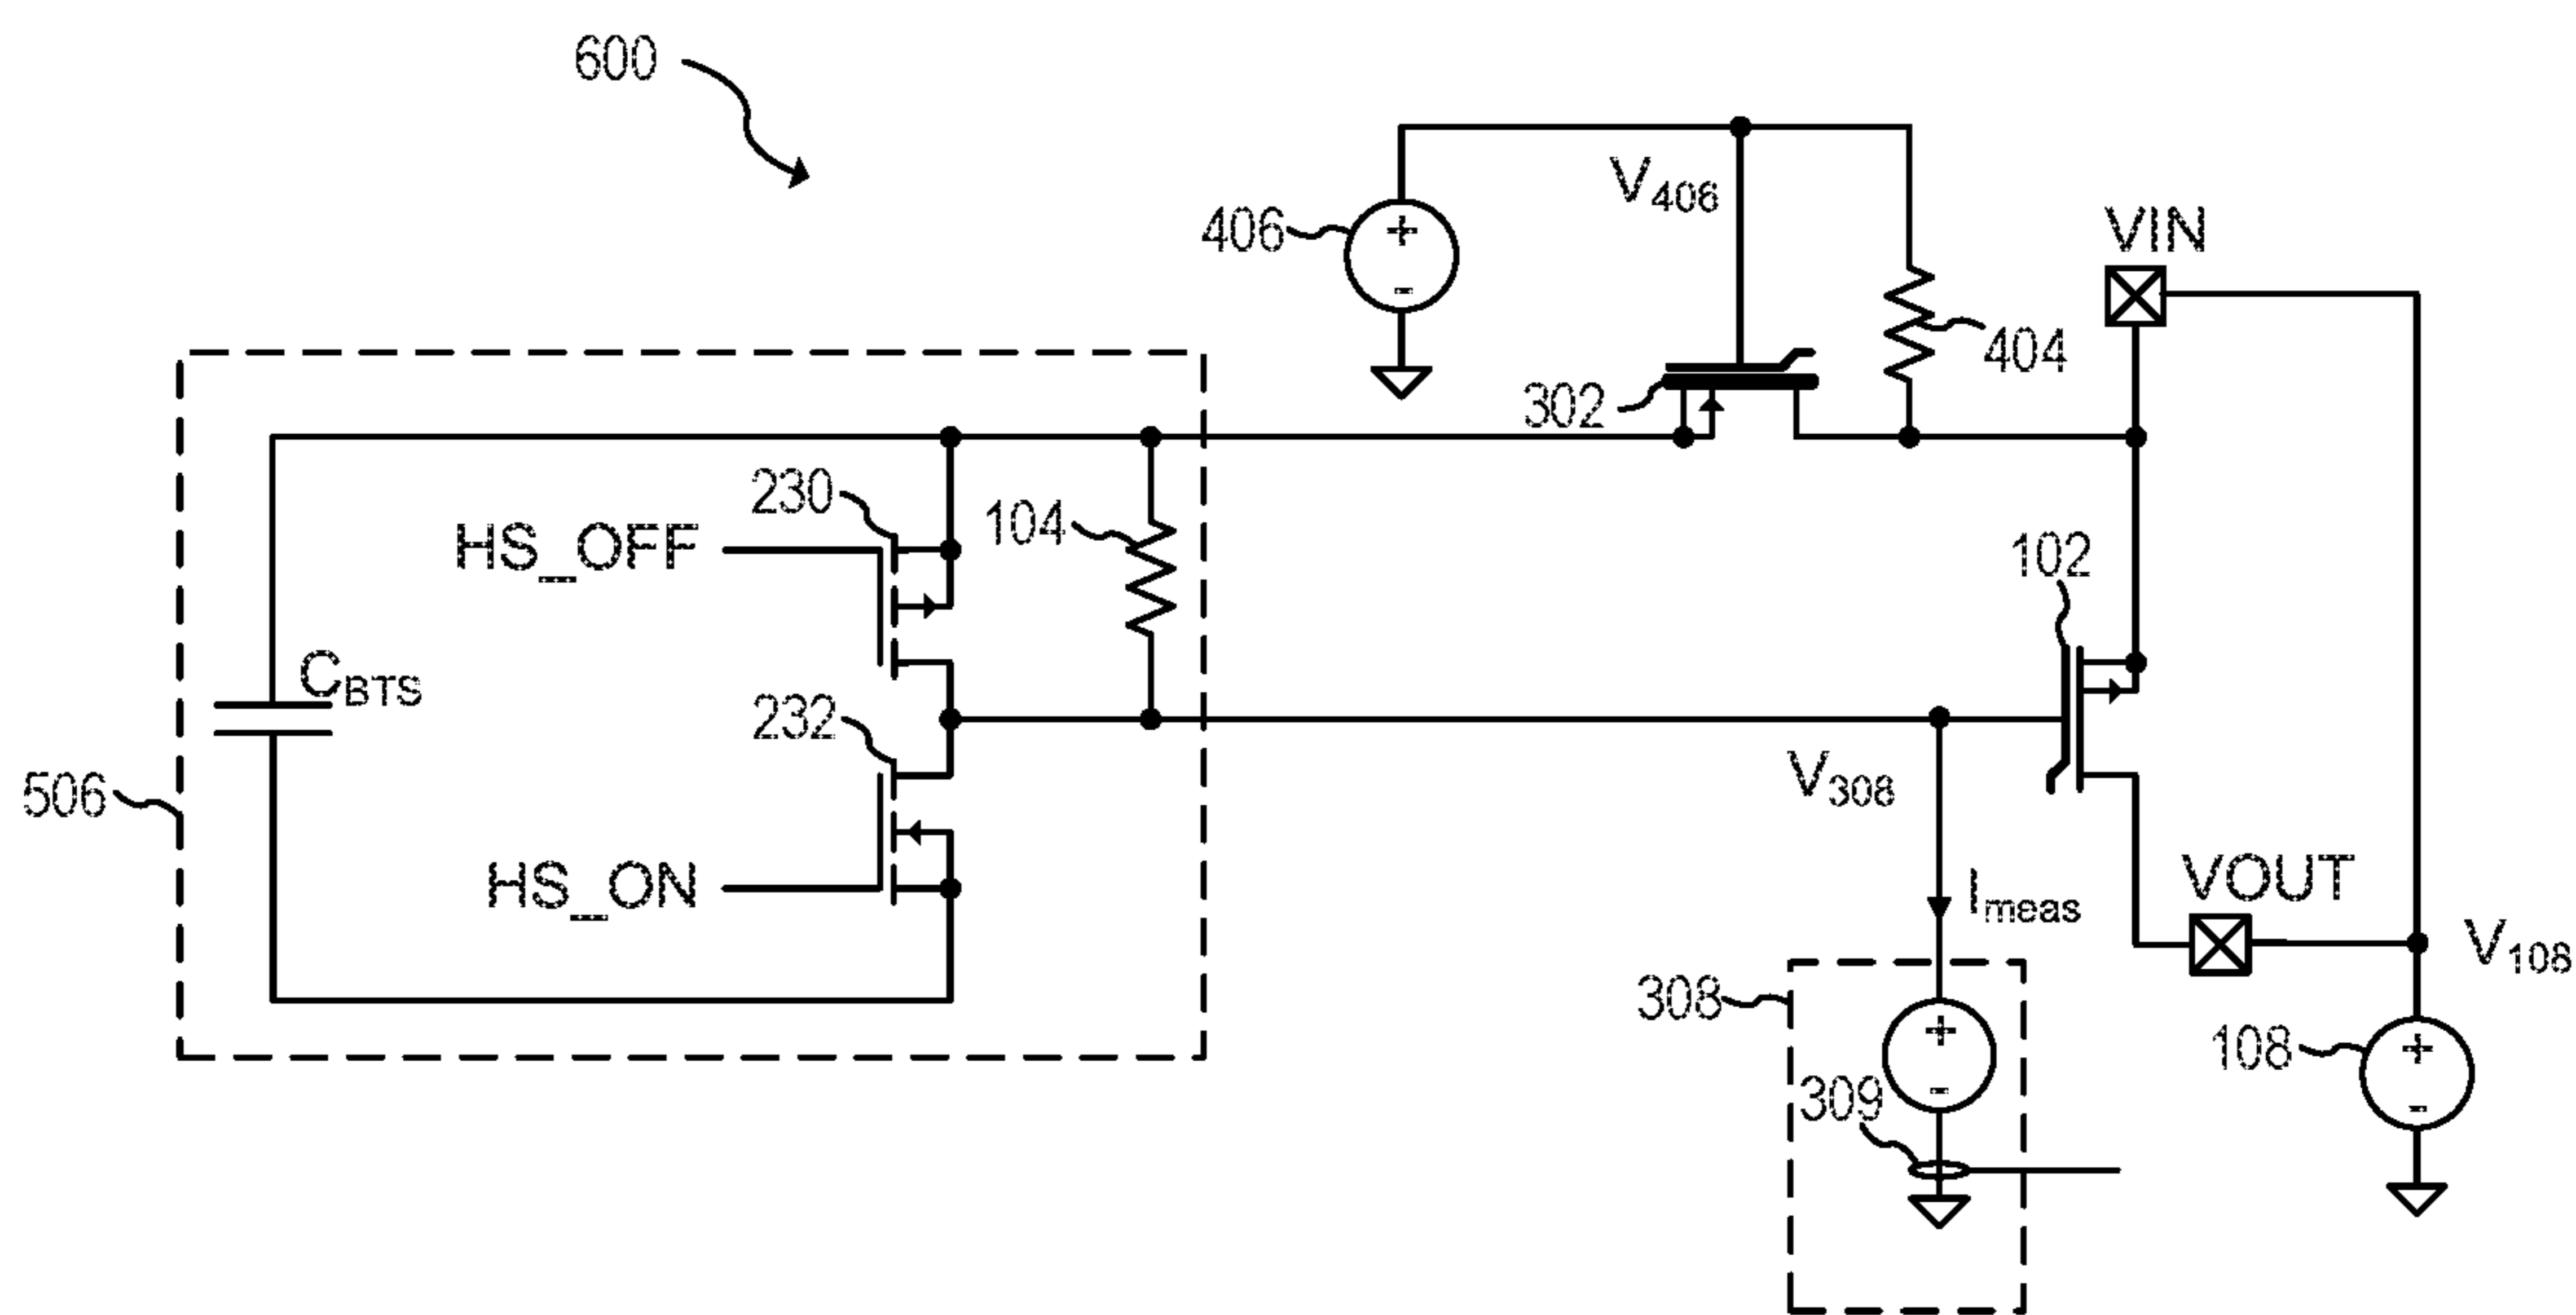 600
V406
406
VIN
404
302
230
104
HS_OFF
102
CBTS
232
V308
506
HS_ON
Imeas
VOUT
V108
308
309
108
+
-
+
-
+
-